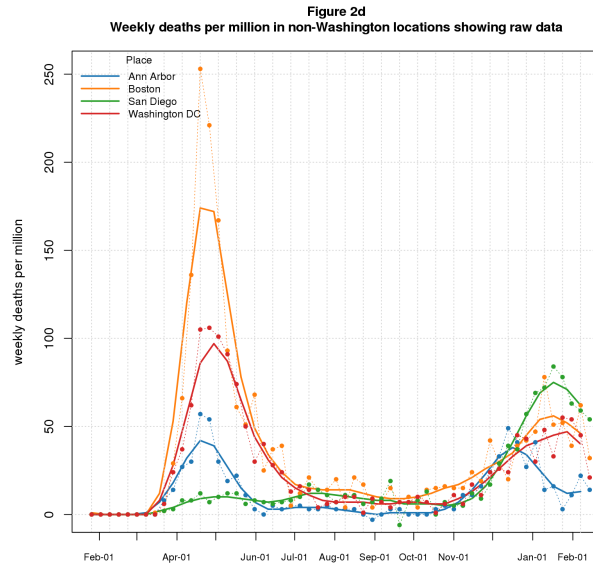 Figure 2d
Weekly deaths per million in non-Washington locations showing raw data
Place
Ann Arbor
Boston
San Diego
Washington DC
weekly deaths per million
250
200
150
100
50
0
Feb-01 Apr-01 Jun-01 Jul-01 Aug-01 Sep-01 Oct-01 Nov-01 Jan-01 Feb-01